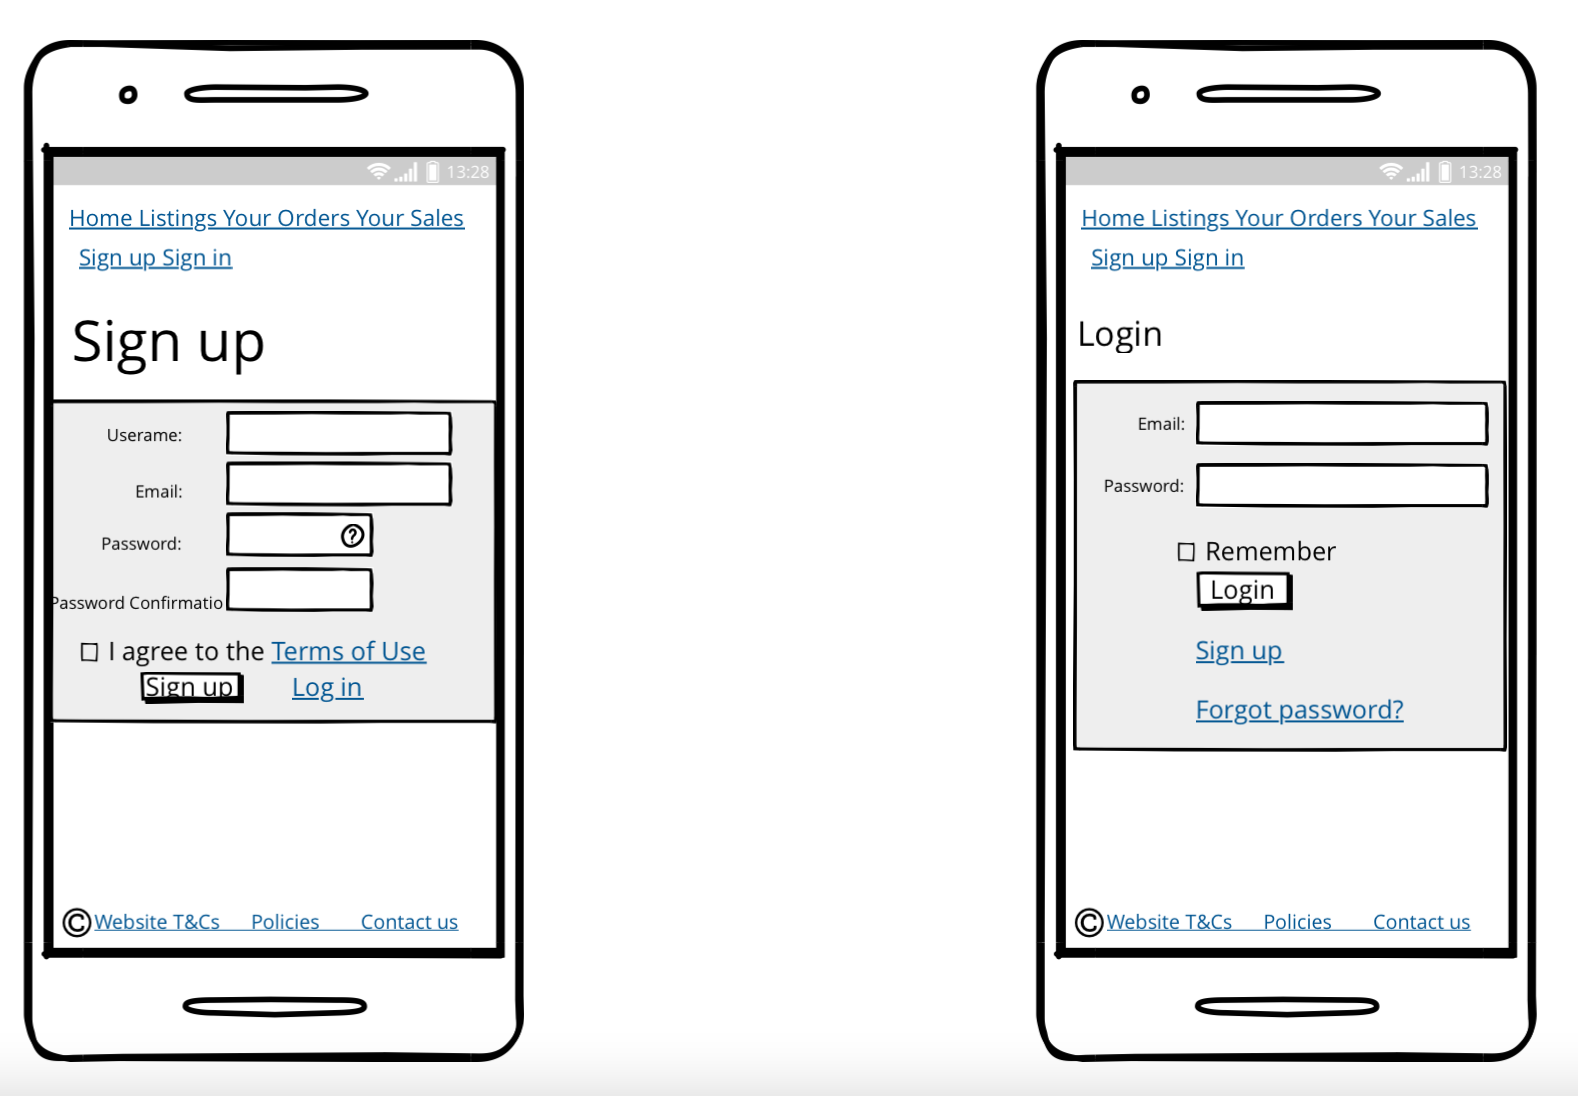 13:28
Home Listings Your Orders Your Sales
Sign up Sign in
Sign up
Userame:
Email:
Password: ?
Password Confirmatio
I agree to the Terms of Use
Sign up Log in
© Website T&Cs Policies Contact us
13:28
Home Listings Your Orders Your Sales
Sign up Sign in
Login
Email:
Password:
Remember
Login
Sign up
Forgot password?
© Website T&Cs Policies Contact us